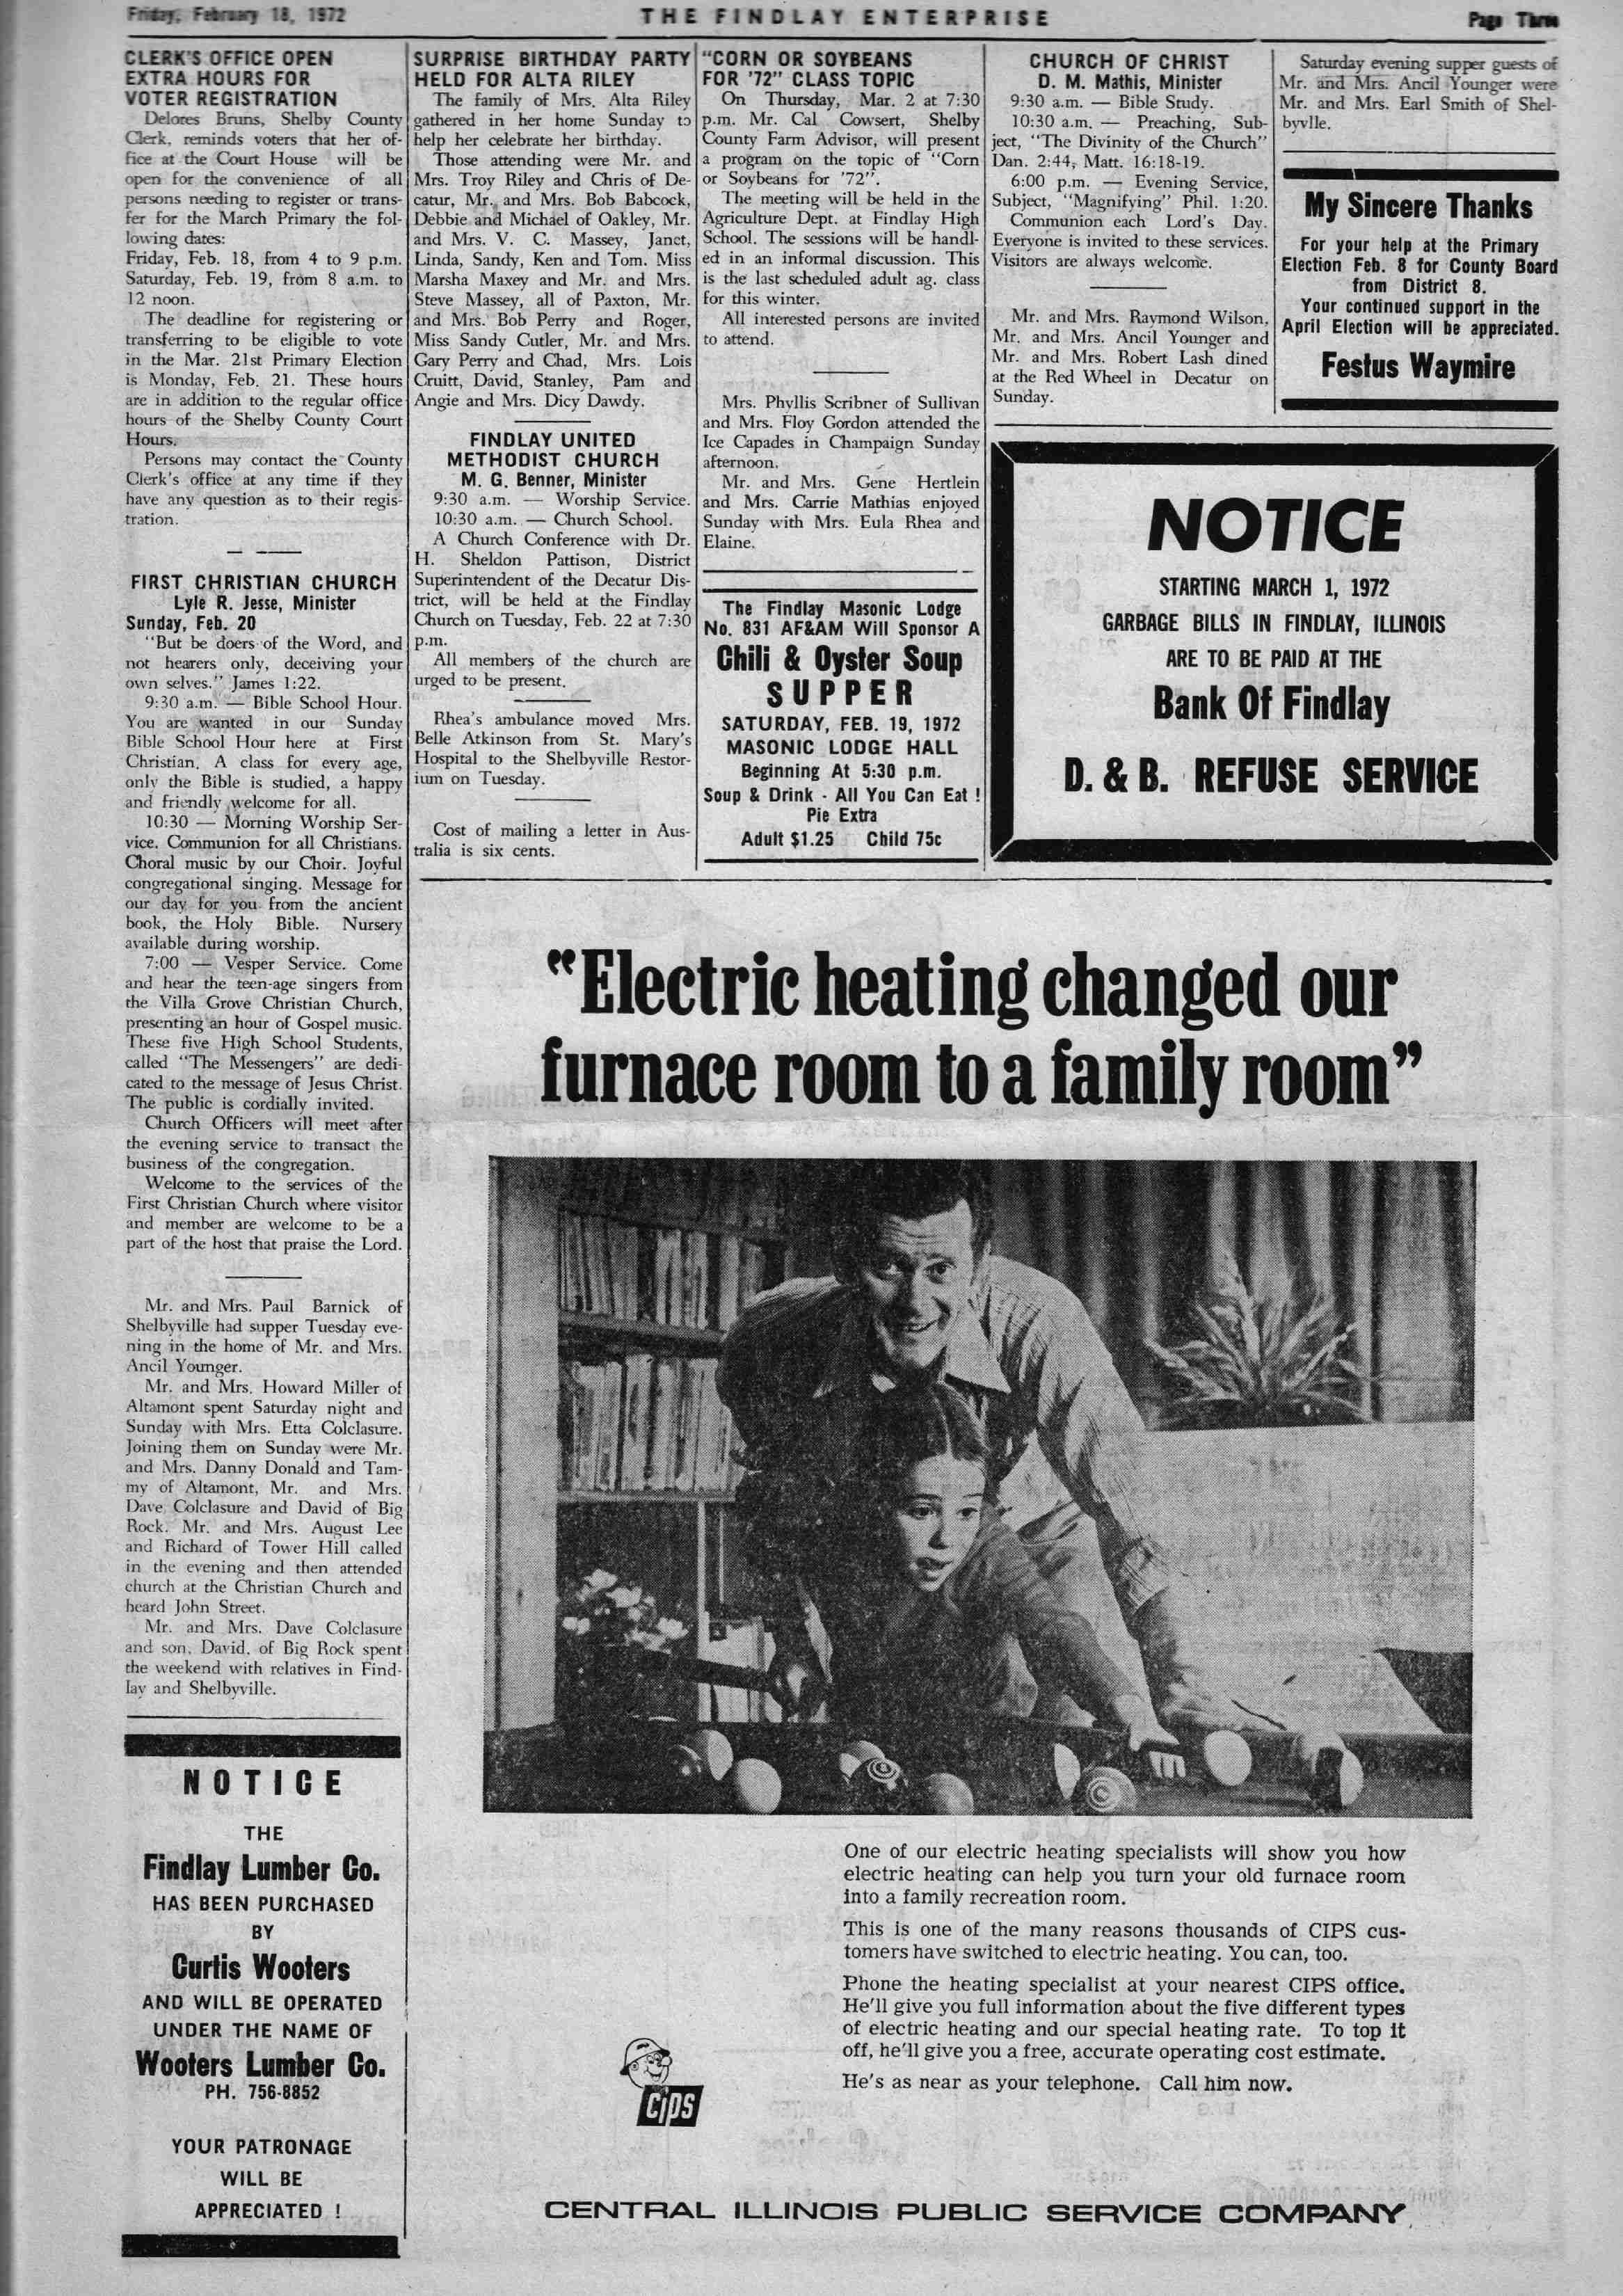 Friday, February 18, 1972
THE FINDLAY ENTERPRISE
Page Three
CLERK'S OFFICE OPEN
EXTRA HOURS FOR
VOTER REGISTRATION
Delores Bruns, Shelby County
Clerk, reminds voters that her of-
fice at the Court House will be
open for the convenience of all
persons needing to register or trans-
fer for the March Primary the fol-
lowing dates:
Friday, Feb. 18, from 4 to 9 p.m.
Saturday, Feb. 19, from 8 a.m. to
12 noon.
The deadline for registering or
transferring to be eligible to vote
in the Mar. 21st Primary Election
is Monday, Feb. 21. These hours
are in addition to the regular office
hours of the Shelby County Court
Hours.
Persons may contact the County
Clerk's office at any time if they
have any question as to their regis-
tration.
FIRST CHRISTIAN CHURCH
Lyle R. Jesse, Minister
Sunday, Feb. 20
"But be doers of the Word, and
not hearers only, deceiving your
own selves." James 1:22.
9:30 a.m. — Bible School Hour.
You are wanted in our Sunday
Bible School Hour here at First
Christian. A class for every age,
only the Bible is studied, a happy
and friendly welcome for all.
10:30 — Morning Worship Ser-
vice. Communion for all Christians.
Choral music by our Choir. Joyful
congregational singing. Message for
our day for you from the ancient
book, the Holy Bible. Nursery
available during worship.
7:00 — Vesper Service. Come
and hear the teen-age singers from
the Villa Grove Christian Church,
presenting an hour of Gospel music.
These five High School Students,
called "The Messengers" are dedi-
cated to the message of Jesus Christ.
The public is cordially invited.
Church Officers will meet after
the evening service to transact the
business of the congregation.
Welcome to the services of the
First Christian Church where visitor
and member are welcome to be a
part of the host that praise the Lord.
Mr. and Mrs. Paul Barnick of
Shelbyville had supper Tuesday eve-
ning in the home of Mr. and Mrs.
Ancil Younger.
Mr. and Mrs. Howard Miller of
Altamont spent Saturday night and
Sunday with Mrs. Etta Colclasure.
Joining them on Sunday were Mr.
and Mrs. Danny Donald and Tam-
my of Altamont, Mr. and Mrs.
Dave Colclasure and David of Big
Rock. Mr. and Mrs. August Lee
and Richard of Tower Hill called
in the evening and then attended
church at the Christian Church and
heard John Street.
Mr. and Mrs. Dave Colclasure
and son, David, of Big Rock spent
the weekend with relatives in Find-
lay and Shelbyville.
NOTICE
THE
Findlay Lumber Co.
HAS BEEN PURCHASED
BY
Curtis Wooters
AND WILL BE OPERATED
UNDER THE NAME OF
Wooters Lumber Co.
PH. 756-8852
YOUR PATRONAGE
WILL BE
APPRECIATED !
SURPRISE BIRTHDAY PARTY
HELD FOR ALTA RILEY
The family of Mrs. Alta Riley
gathered in her home Sunday to
help her celebrate her birthday.
Those attending were Mr. and
Mrs. Troy Riley and Chris of De-
catur, Mr. and Mrs. Bob Babcock,
Debbie and Michael of Oakley, Mr.
and Mrs. V. C. Massey, Janet,
Linda, Sandy, Ken and Tom. Miss
Marsha Maxey and Mr. and Mrs.
Steve Massey, all of Paxton, Mr.
and Mrs. Bob Perry and Roger,
Miss Sandy Cutler, Mr. and Mrs.
Gary Perry and Chad, Mrs. Lois
Cruitt, David, Stanley, Pam and
Angie and Mrs. Dicy Dawdy.
FINDLAY UNITED
METHODIST CHURCH
M. G. Benner, Minister
9:30 a.m. — Worship Service.
10:30 a.m. — Church School.
A Church Conference with Dr.
H. Sheldon Pattison, District
Superintendent of the Decatur Dis-
trict, will be held at the Findlay
Church on Tuesday, Feb. 22 at 7:30
p.m.
All members of the church are
urged to be present.
Rhea's ambulance moved Mrs.
Belle Atkinson from St. Mary's
Hospital to the Shelbyville Restor-
ium on Tuesday.
Cost of mailing a letter in Aus-
tralia is six cents.
"CORN OR SOYBEANS
FOR '72" CLASS TOPIC
On Thursday, Mar. 2 at 7:30
p.m. Mr. Cal Cowsert, Shelby
County Farm Advisor, will present
a program on the topic of "Corn
or Soybeans for '72".
The meeting will be held in the
Agriculture Dept. at Findlay High
School. The sessions will be handl-
ed in an informal discussion. This
is the last scheduled adult ag. class
for this winter.
All interested persons are invited
to attend.
Mrs. Phyllis Scribner of Sullivan
and Mrs. Floy Gordon attended the
Ice Capades in Champaign Sunday
afternoon.
Mr. and Mrs. Gene Hertlein
and Mrs. Carrie Mathias enjoyed
Sunday with Mrs. Eula Rhea and
Elaine.
The Findlay Masonic Lodge
No. 831 AF&AM Will Sponsor A
Chili & Oyster Soup
SUPPER
SATURDAY, FEB. 19, 1972
MASONIC LODGE HALL
Beginning At 5:30 p.m.
Soup & Drink - All You Can Eat !
Pie Extra
Adult $1.25 Child 75c
CHURCH OF CHRIST
D. M. Mathis, Minister
9:30 a.m. — Bible Study.
10:30 a.m. — Preaching, Sub-
ject, "The Divinity of the Church"
Dan. 2:44, Matt. 16:18-19.
6:00 p.m. — Evening Service,
Subject, "Magnifying" Phil. 1:20.
Communion each Lord's Day.
Everyone is invited to these services.
Visitors are always welcome.
Mr. and Mrs. Raymond Wilson,
Mr. and Mrs. Ancil Younger and
Mr. and Mrs. Robert Lash dined
at the Red Wheel in Decatur on
Sunday.
Saturday evening supper guests of
Mr. and Mrs. Ancil Younger were
Mr. and Mrs. Earl Smith of Shel-
byvlle.
My Sincere Thanks
For your help at the Primary
Election Feb. 8 for County Board
from District 8.
Your continued support in the
April Election will be appreciated.
Festus Waymire
NOTICE
STARTING MARCH 1, 1972
GARBAGE BILLS IN FINDLAY, ILLINOIS
ARE TO BE PAID AT THE
Bank Of Findlay
D. & B. REFUSE SERVICE
"Electric heating changed our
furnace room to a family room"
One of our electric heating specialists will show you how
electric heating can help you turn your old furnace room
into a family recreation room.
This is one of the many reasons thousands of CIPS cus-
tomers have switched to electric heating. You can, too.
Phone the heating specialist at your nearest CIPS office.
He'll give you full information about the five different types
of electric heating and our special heating rate. To top it
off, he'll give you a free, accurate operating cost estimate.
He's as near as your telephone. Call him now.
CIPS
CENTRAL ILLINOIS PUBLIC SERVICE COMPANY